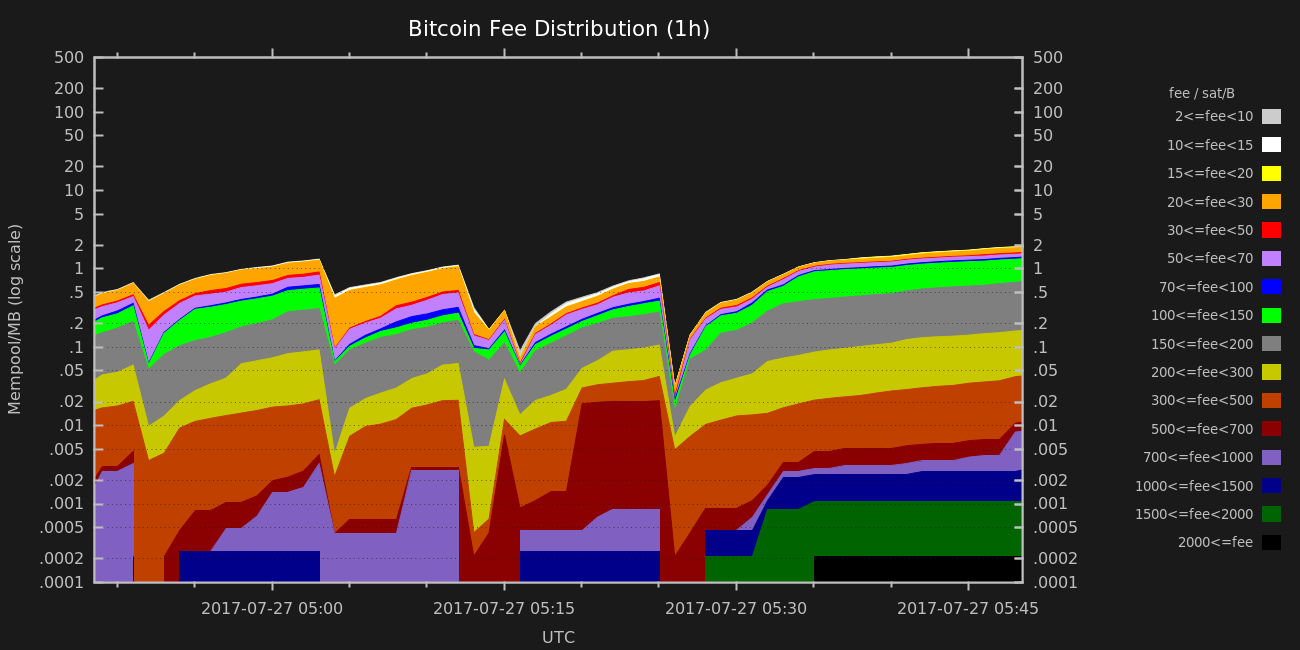 Bitcoin Fee Distribution (1h)
Mempool/MB (log scale)
500
200
100
50
20
10
5
2
1
.5
.2
.1
.05
.02
.01
.005
.002
.001
.0005
.0002
.0001
500
200
100
50
20
10
5
2
1
.5
.2
.1
.05
.02
.01
.005
.002
.001
.0005
.0002
.0001
fee / sat/B
2<=fee<10
10<=fee<15
15<=fee<20
20<=fee<30
30<=fee<50
50<=fee<70
70<=fee<100
100<=fee<150
150<=fee<200
200<=fee<300
300<=fee<500
500<=fee<700
700<=fee<1000
1000<=fee<1500
1500<=fee<2000
2000<=fee
2017-07-27 05:00 2017-07-27 05:15 2017-07-27 05:30 2017-07-27 05:45
UTC